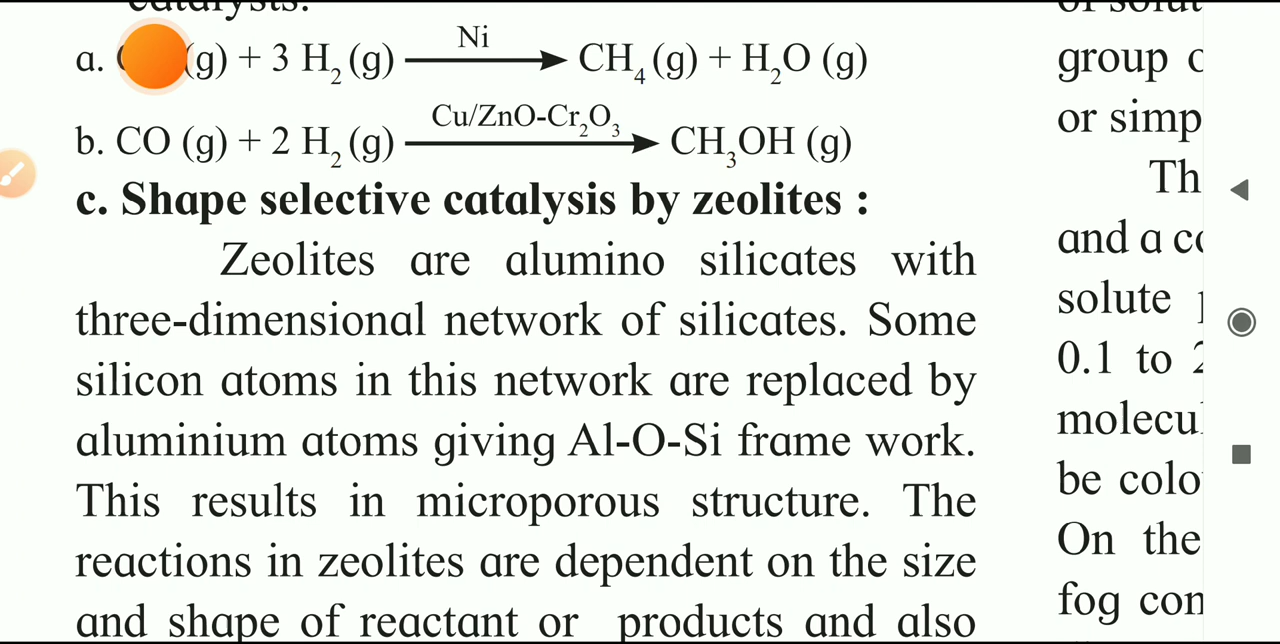 catalysts.
a. (g) + 3 H₂ (g) Ni CH₄ (g) + H₂O (g)
b. CO (g) + 2 H₂ (g) Cu/ZnO-Cr₂O₃ CH₃OH (g)
c. Shape selective catalysis by zeolites :
Zeolites are alumino silicates with
three-dimensional network of silicates. Some
silicon atoms in this network are replaced by
aluminium atoms giving Al-O-Si frame work.
This results in microporous structure. The
reactions in zeolites are dependent on the size
and shape of reactant or products and also
of
group
or
Th
and a
solute
0.1 to
be
On the
fog